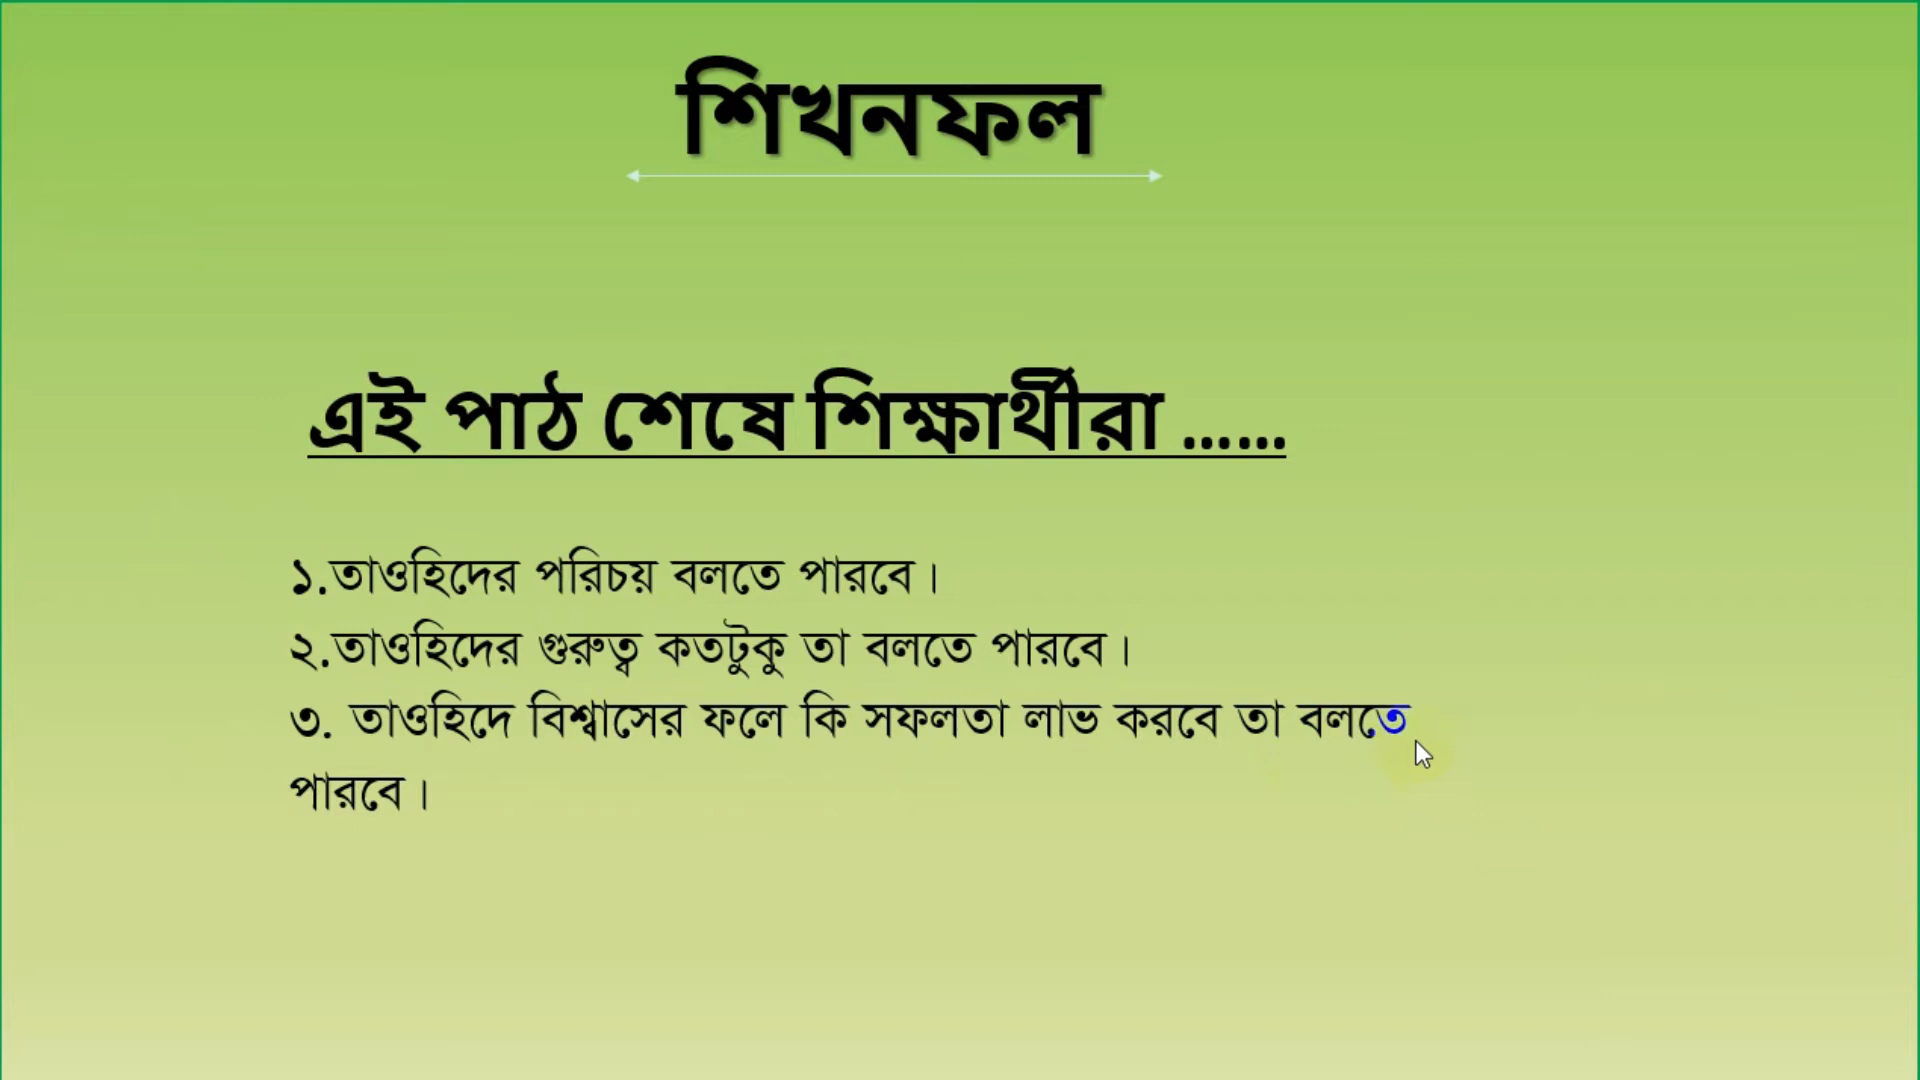 শিখনফল
এই পাঠ শেষে শিক্ষার্থীরা ......
১.তাওহিদের পরিচয় বলতে পারবে।
২.তাওহিদের গুরুত্ব কতটুকু তা বলতে পারবে।
৩. তাওহিদে বিশ্বাসের ফলে কি সফলতা লাভ করবে তা বলতে
পারবে।